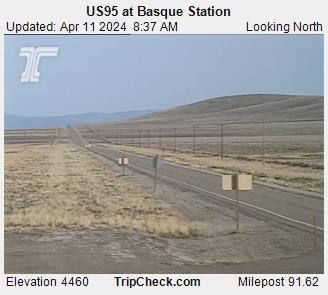 US95 at Basque Station
Updated: Apr 11 2024 8:37 AM Looking North
Elevation 4460 TripCheck.com Milepost 91.62